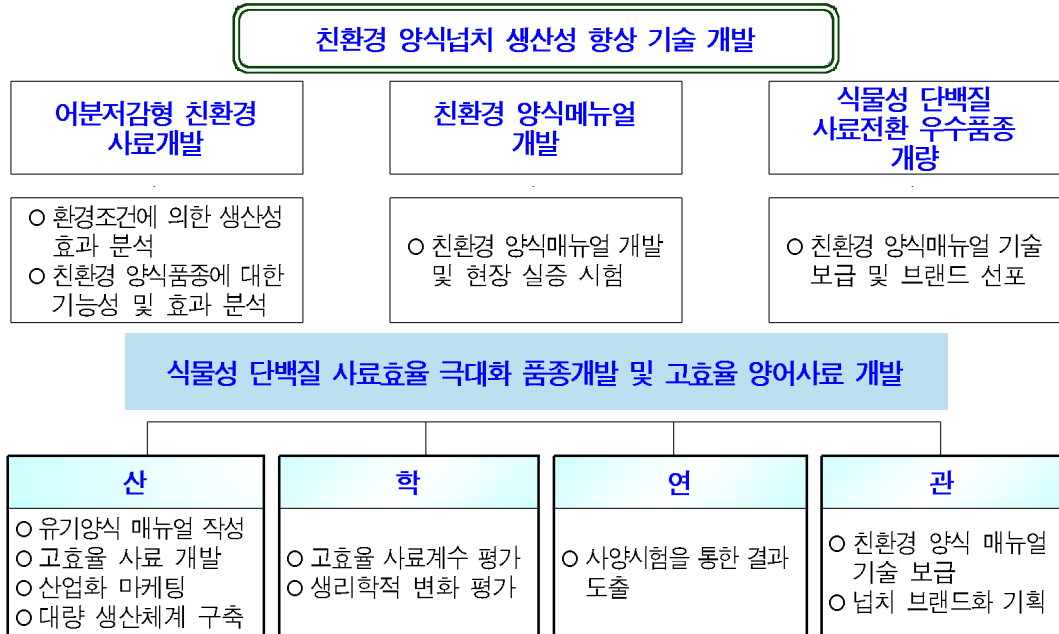 친환경 양식넙치 생산성 향상 기술 개발
어분저감형 친환경
사료개발
친환경 양식메뉴얼
개발
식물성 단백질
사료전환 우수품종
개량
○ 환경조건에 의한 생산성
효과 분석
○ 친환경 양식품종에 대한
기능성 및 효과 분석
○ 친환경 양식매뉴얼 개발
및 현장 실증 시험
○ 친환경 양식매뉴얼 기술
보급 및 브랜드 선포
식물성 단백질 사료효율 극대화 품종개발 및 고효율 양어사료 개발
산
○ 유기양식 매뉴얼 작성
○ 고효율 사료 개발
○ 산업화 마케팅
○ 대량 생산체계 구축
학
○ 고효율 사료계수 평가
○ 생리학적 변화 평가
연
○ 사양시험을 통한 결과
도출
관
○ 친환경 양식 매뉴얼
기술 보급
○ 넙치 브랜드화 기획